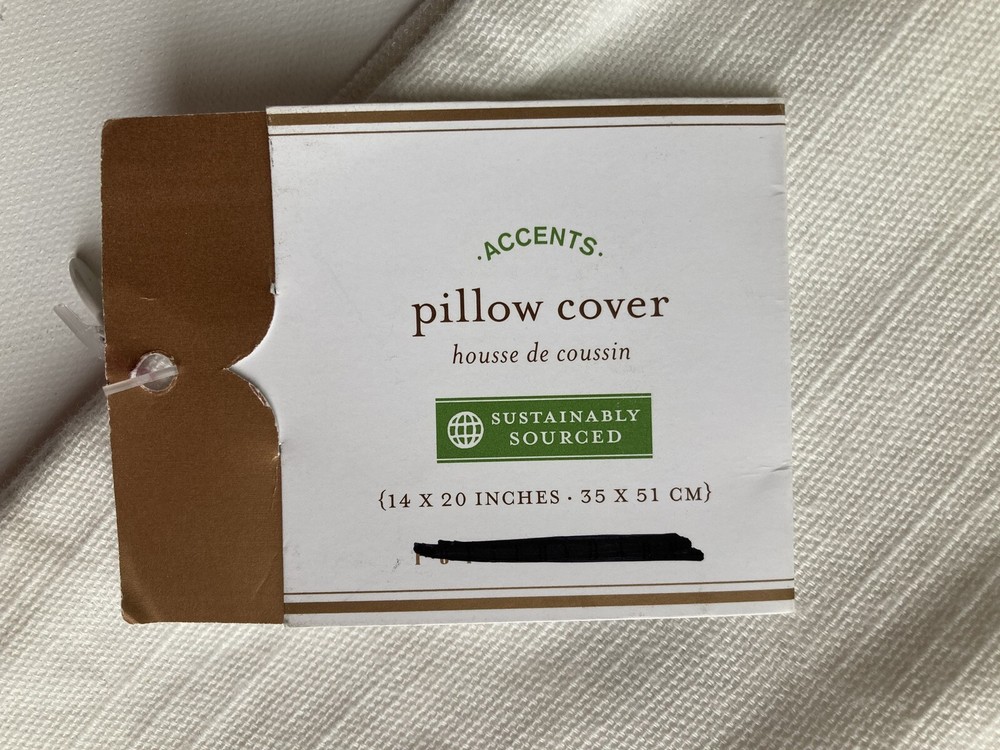 ·ACCENTS·
pillow cover
housse de coussin
SUSTAINABLY
SOURCED
{14 X 20 INCHES · 35 X 51 CM}